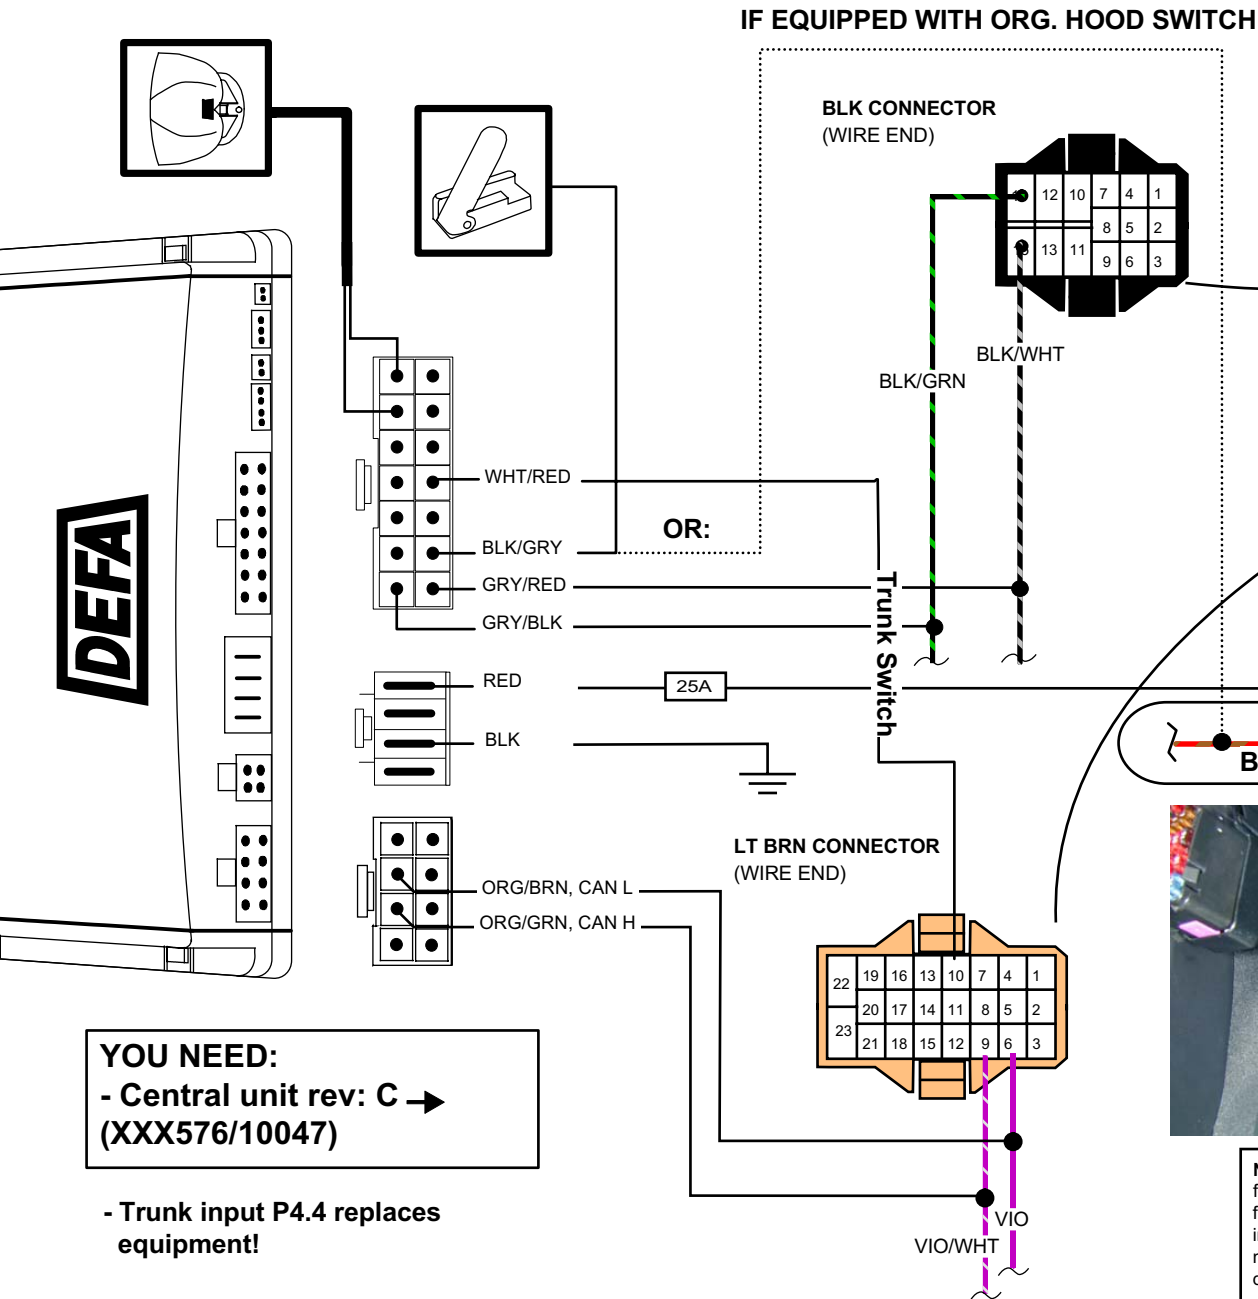 IF EQUIPPED WITH ORG. HOOD SWITCH
BLK CONNECTOR
(WIRE END)
12 10 7 4 1
8 5 2
13 11 9 6 3
BLK/WHT
BLK/GRN
WHT/RED
OR:
BLK/GRY
GRY/RED
GRY/BLK
Trunk Switch
DEFA
RED
25A
BLK
B
LT BRN CONNECTOR
(WIRE END)
ORG/BRN, CAN L
ORG/GRN, CAN H
22 19 16 13 10 7 4 1
20 17 14 11 8 5 2
23 21 18 15 12 9 6 3
YOU NEED:
- Central unit rev: C
(XXX576/10047)
- Trunk input P4.4 replaces
equipment!
VIO
VIO/WHT